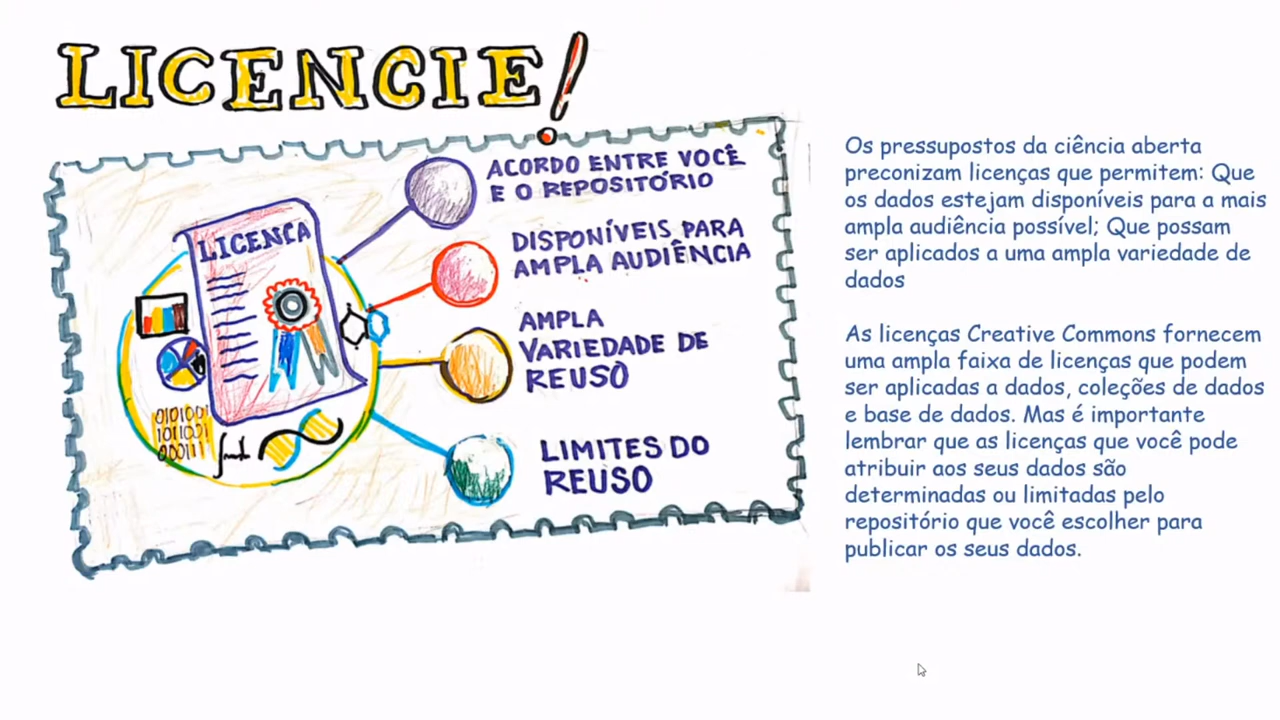 LICENCIE!
ACORDO ENTRE VOCÊ
E O REPOSITÓRIO
LICENCA
DISPONÍVEIS PARA
AMPLA AUDIÊNCIA
AMPLA
VARIEDADE DE
REUSO
010100
101100
000111
LIMITES DO
REUSO
Os pressupostos da ciência aberta
preconizam licenças que permitem: Que
os dados estejam disponíveis para a mais
ampla audiência possível; Que possam
ser aplicados a uma ampla variedade de
dados
As licenças Creative Commons fornecem
uma ampla faixa de licenças que podem
ser aplicadas a dados, coleções de dados
e base de dados. Mas é importante
lembrar que as licenças que você pode
atribuir aos seus dados são
determinadas ou limitadas pelo
repositório que você escolher para
publicar os seus dados.